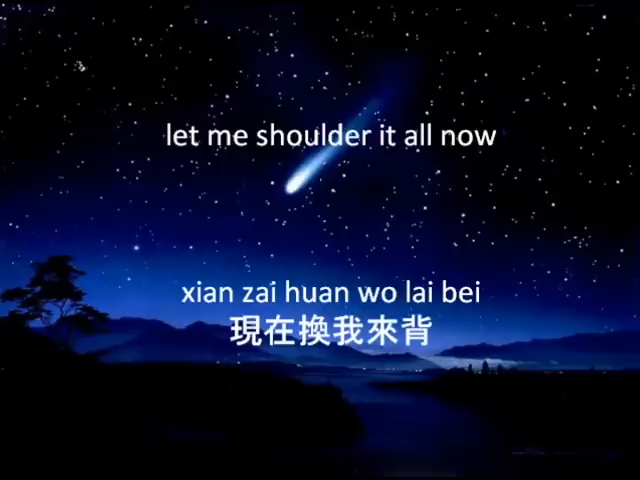 let me shoulder it all now
xian zai huan wo lai bei
現在換我來背